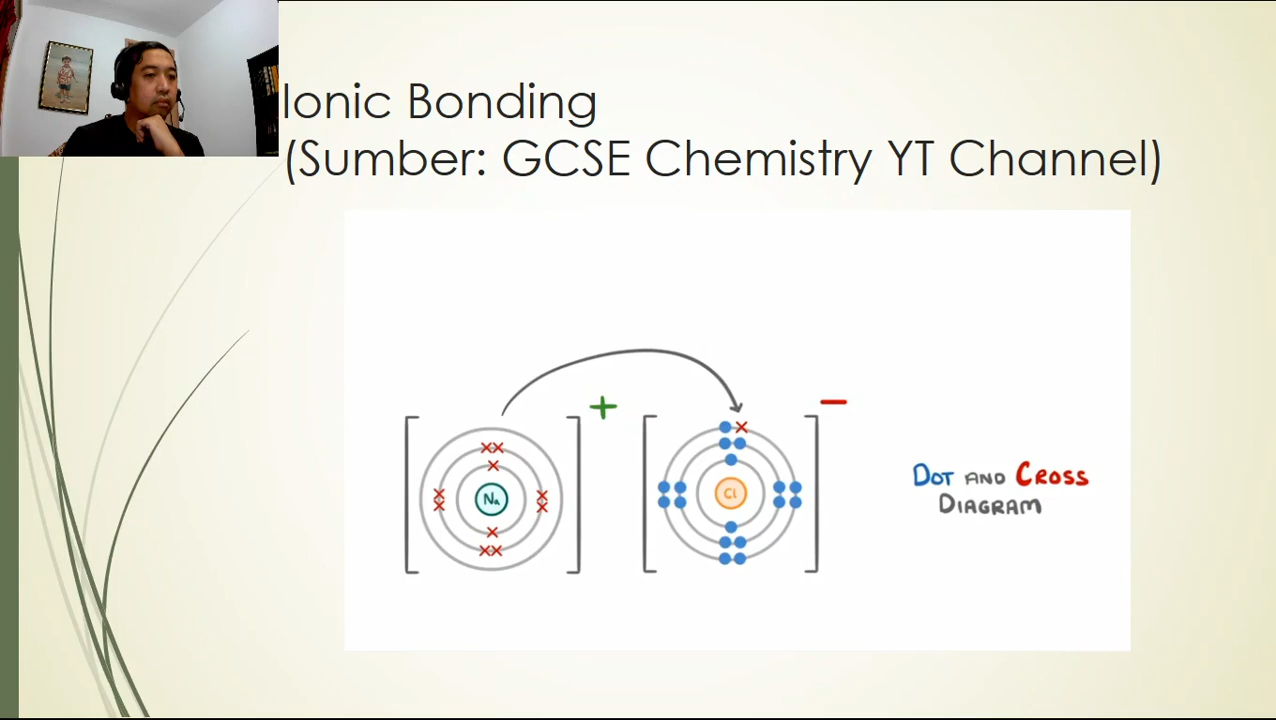 Ionic Bonding
(Sumber: GCSE Chemistry YT Channel)
+
−
Na
Cl
DOT AND CROSS
DIAGRAM